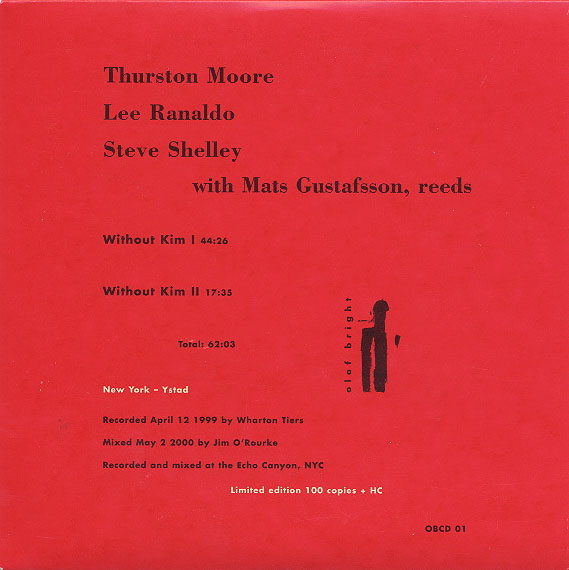 Thurston Moore
Lee Ranaldo
Steve Shelley
with Mats Gustafsson, reeds
Without Kim I 44:26
Without Kim II 17:35
Total: 62:03
olof bright
New York – Ystad
Recorded April 12 1999 by Wharton Tiers
Mixed May 2 2000 by Jim O'Rourke
Recorded and mixed at the Echo Canyon, NYC
Limited edition 100 copies + HC
OBCD 01